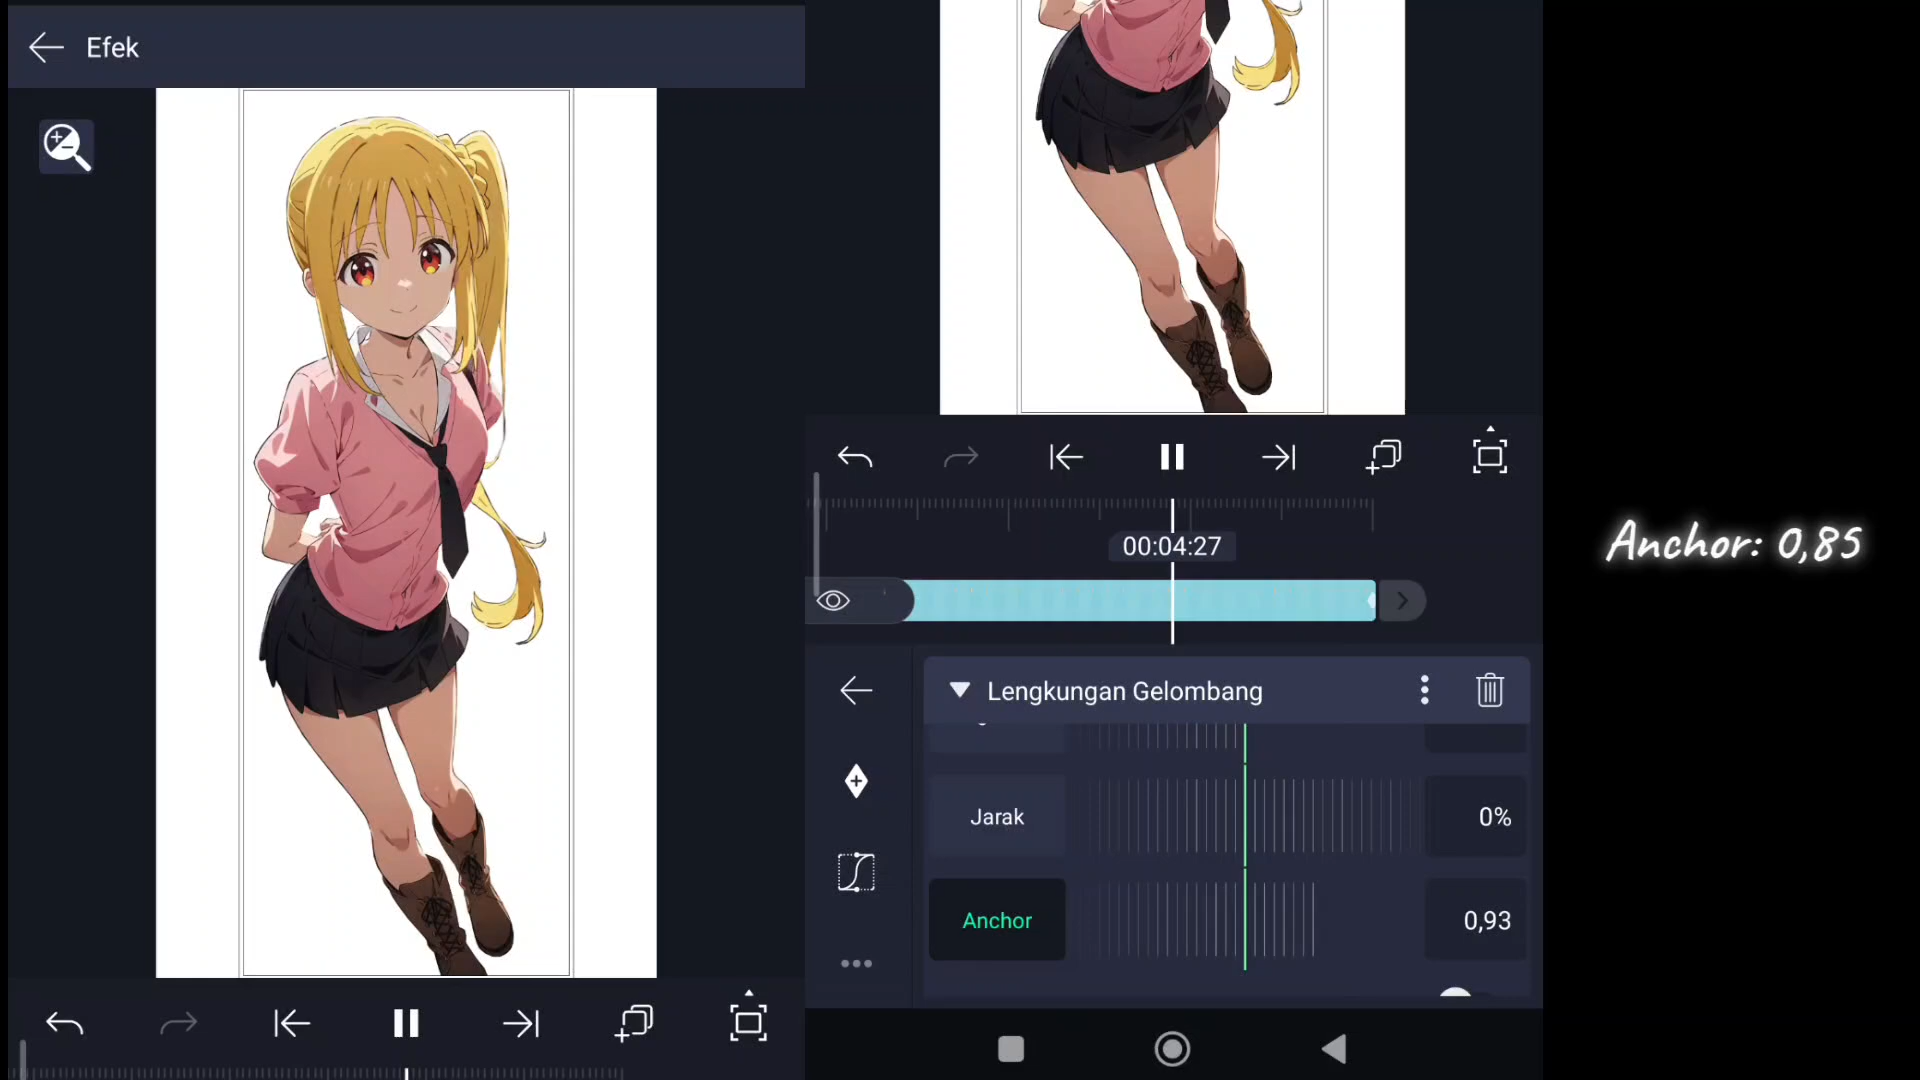 Efek
00:04:27
Lengkungan Gelombang
Jarak
0%
Anchor
0,93
Anchor: 0,85